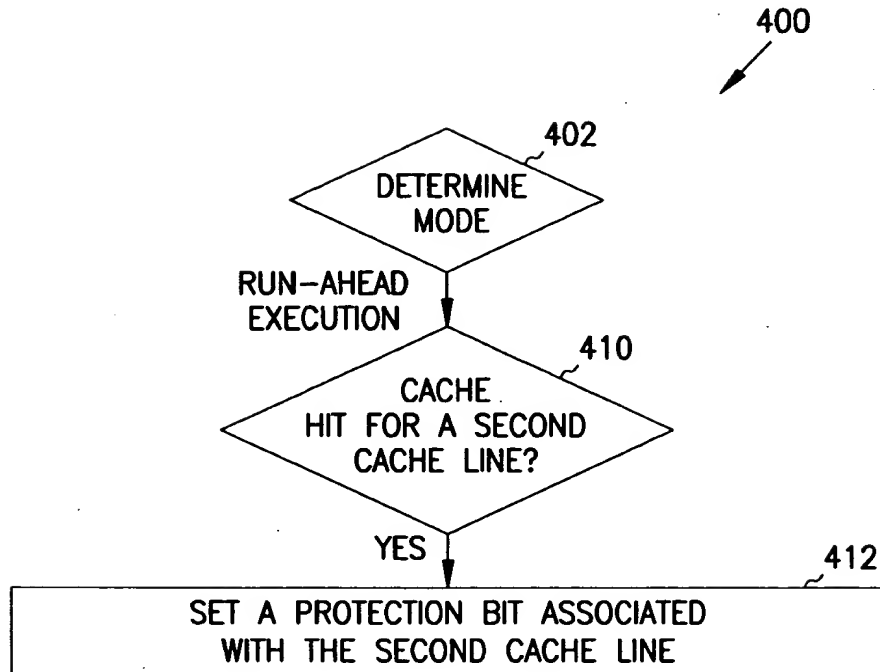 400
402
DETERMINE
MODE
RUN-AHEAD
EXECUTION
410
CACHE
HIT FOR A SECOND
CACHE LINE?
YES
412
SET A PROTECTION BIT ASSOCIATED
WITH THE SECOND CACHE LINE